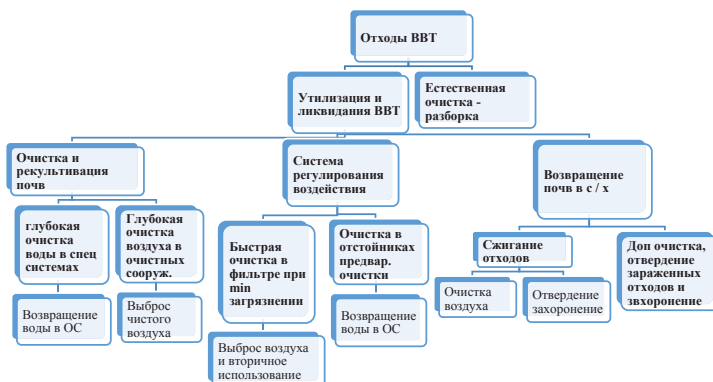 Отходы ВВТ
Утилизация и
ликвидания ВВТ
Естественная
очистка -
разборка
Очистка и
рекультивация
почв
Система
регулирования
воздействия
Возвращение
почв в с / х
глубокая
очистка
воды в спец
системах
Глубокая
очистка
воздуха в
очистных
сооруж.
Быстрая
очистка в
фильтре при
min
загрязнении
Очистка в
отстойниках
предвар.
очистки
Сжигание
отходов
Доп очистка,
отвердение
зараженных
отходов и
звхоронение
Возвращение
воды в ОС
Выброс
чистого
воздуха
Выброс воздуха
и вторичное
использование
Возвращение
воды в ОС
Очистка
воздуха
Отвердение
захоронение